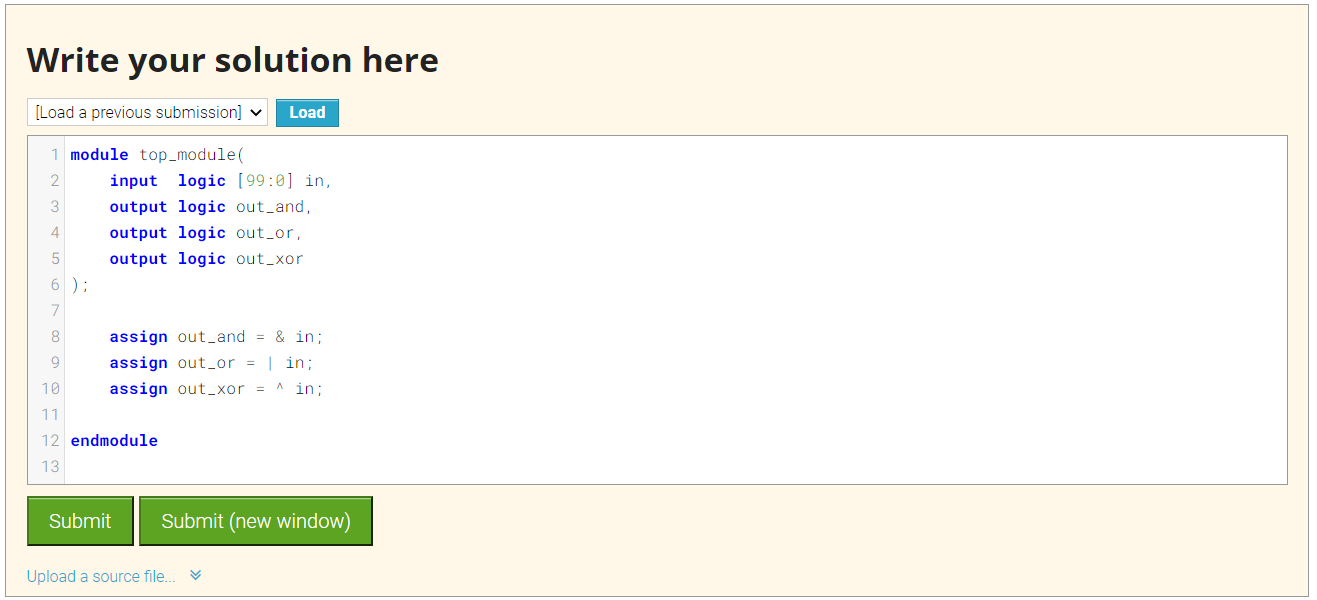 Write your solution here
[Load a previous submission] Load
1 module top_module(
2     input  logic [99:0] in,
3     output logic out_and,
4     output logic out_or,
5     output logic out_xor
6 );
7
8     assign out_and = & in;
9     assign out_or = | in;
10     assign out_xor = ^ in;
11
12 endmodule
13
Submit Submit (new window)
Upload a source file...